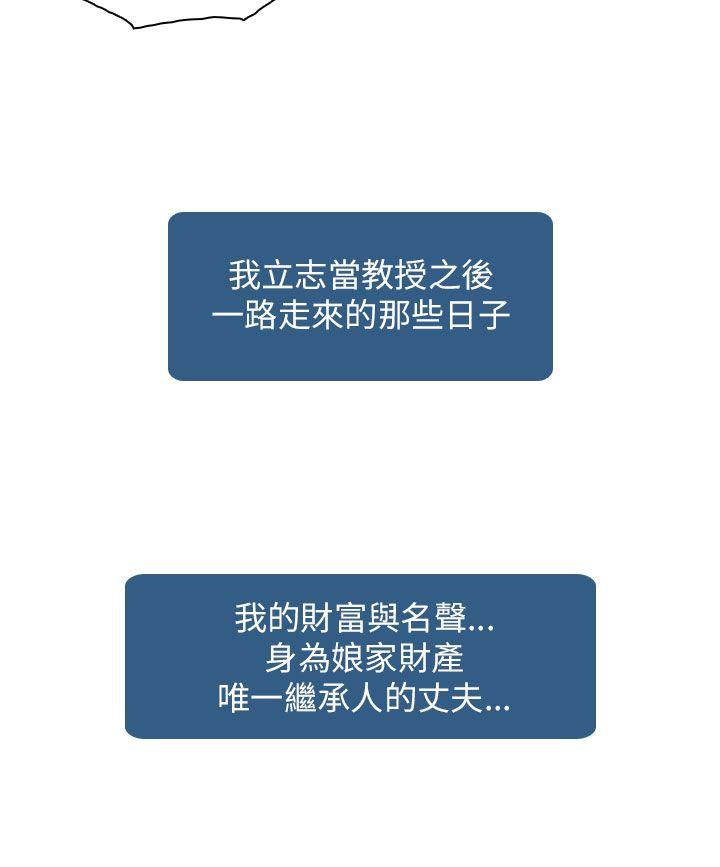 我立志當教授之後
一路走來的那些日子
我的財富與名聲...
身為娘家財產
唯一繼承人的丈夫...